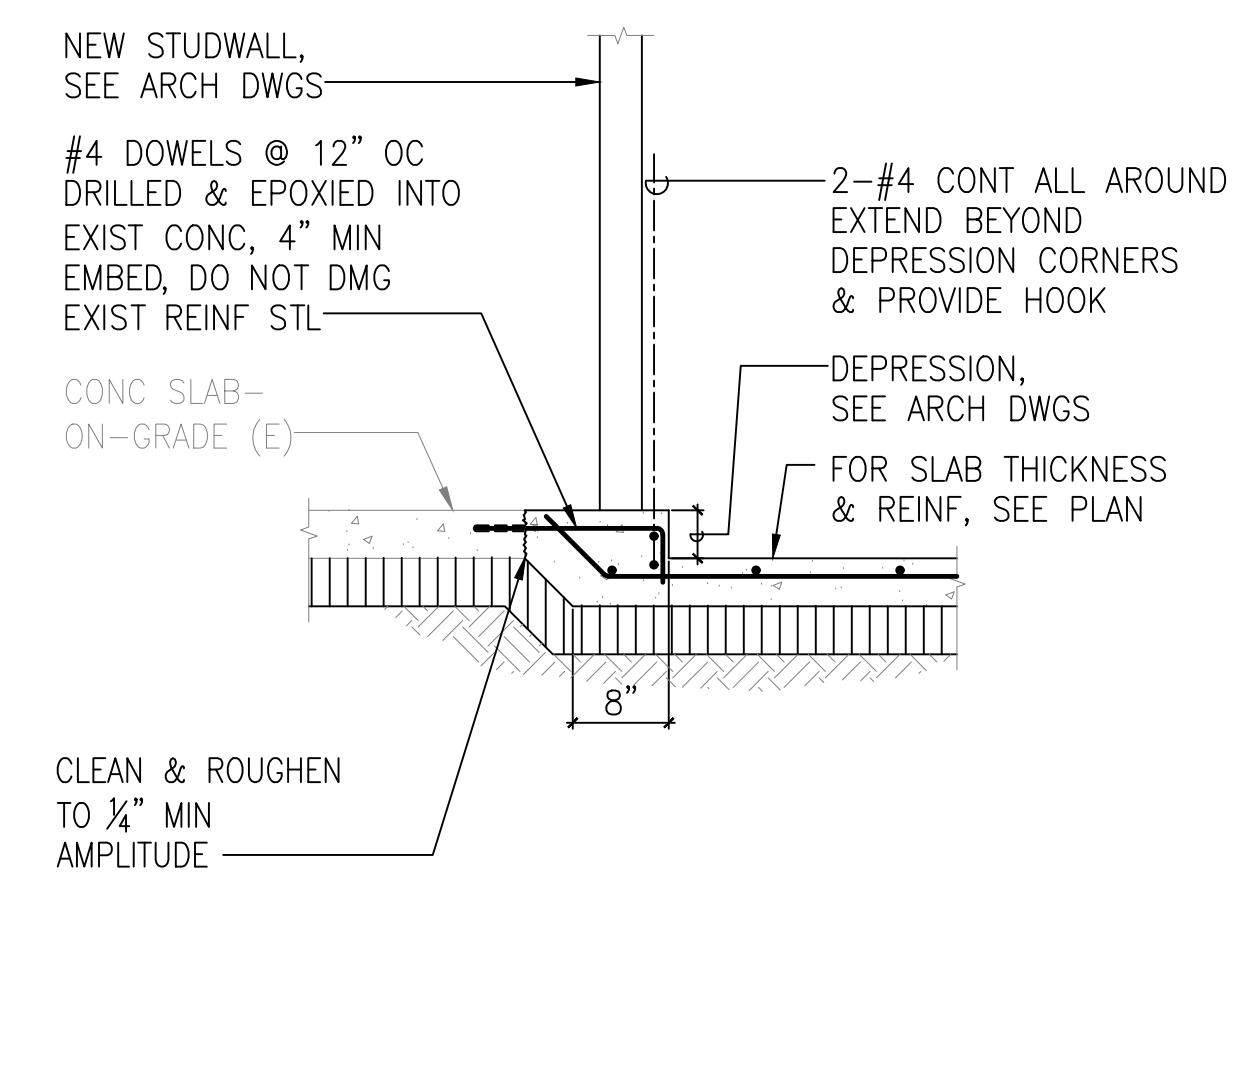 NEW STUDWALL,
SEE ARCH DWGS
#4 DOWELS @ 12" OC
DRILLED & EPOXIED INTO
EXIST CONC, 4" MIN
EMBED, DO NOT DMG
EXIST REINF STL
CONC SLAB-
ON-GRADE (E)
2-#4 CONT ALL AROUND
EXTEND BEYOND
DEPRESSION CORNERS
& PROVIDE HOOK
DEPRESSION,
SEE ARCH DWGS
FOR SLAB THICKNESS
& REINF, SEE PLAN
8"
CLEAN & ROUGHEN
TO 1/4" MIN
AMPLITUDE